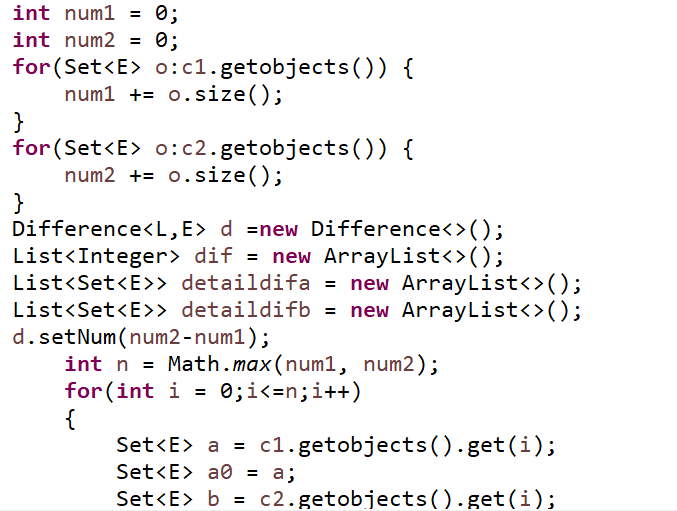 int num1 = 0;
int num2 = 0;
for(Set<E> o:c1.getobjects()) {
    num1 += o.size();
}
for(Set<E> o:c2.getobjects()) {
    num2 += o.size();
}
Difference<L,E> d =new Difference<>();
List<Integer> dif = new ArrayList<>();
List<Set<E>> detaildifa = new ArrayList<>();
List<Set<E>> detaildifb = new ArrayList<>();
d.setNum(num2-num1);
    int n = Math.max(num1, num2);
    for(int i = 0;i<=n;i++)
    {
        Set<E> a = c1.getobjects().get(i);
        Set<E> a0 = a;
        Set<E> b = c2.getobjects().get(i);